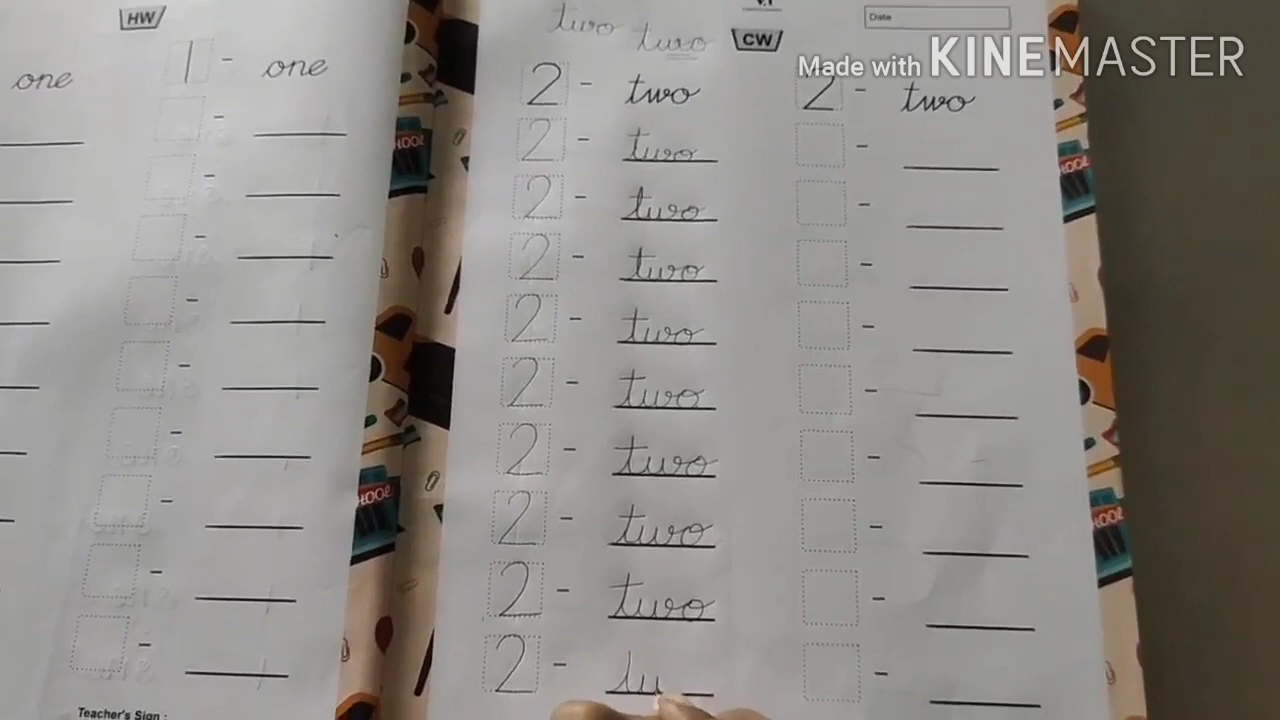 HW
one
1 - one
Teacher's Sign :
two two
CW
Date
Made with KINEMASTER
2 - two
2 - two
2 - two
2 - two
2 - two
2 - two
2 - two
2 - two
2 - two
2 - two
2 - tu
2 - two